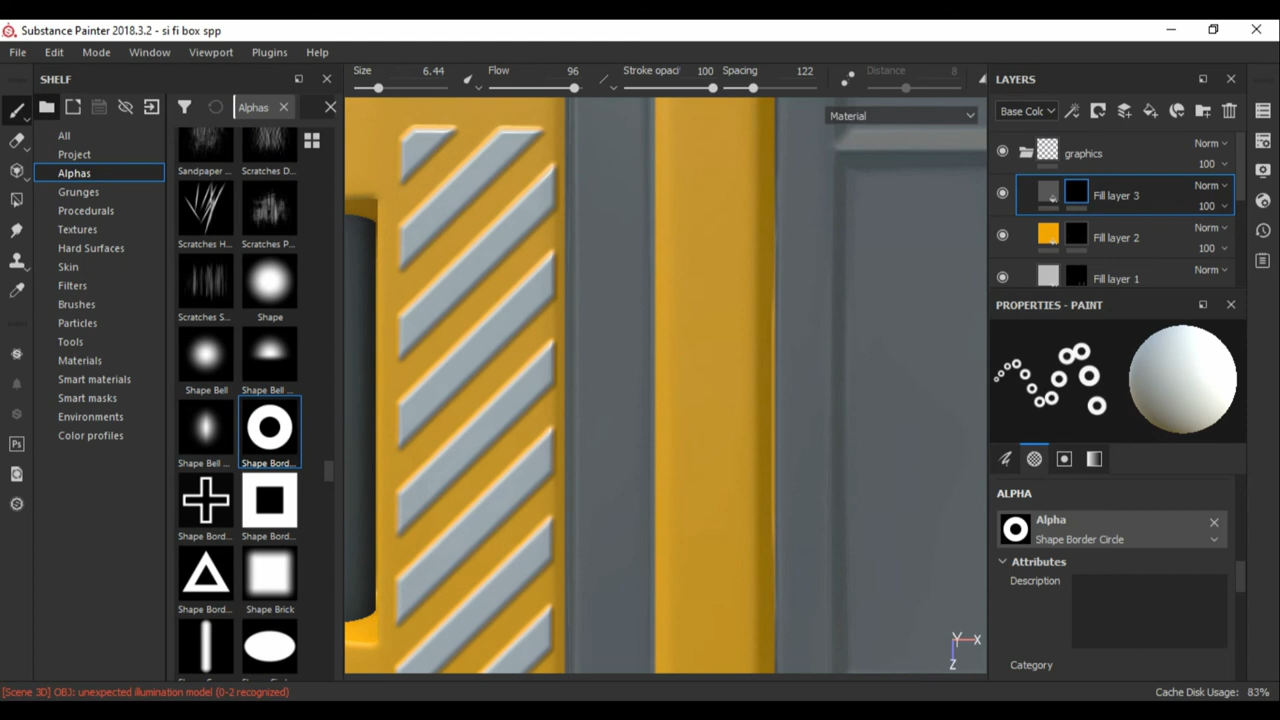 Substance Painter 2018.3.2 - si fi box spp
File Edit Mode Window Viewport Plugins Help
SHELF
Size 6.44 Flow 96 Stroke opaci 100 Spacing 122 Distance 8
LAYERS
Alphas
Material
Base Colo
All
Project
Alphas
Grunges
Procedurals
Textures
Hard Surfaces
Skin
Filters
Brushes
Particles
Tools
Materials
Smart materials
Smart masks
Environments
Color profiles
Sandpaper ... Scratches D...
Scratches H... Scratches P...
Scratches S... Shape
Shape Bell Shape Bell ...
Shape Bell ... Shape Bord...
Shape Bord... Shape Bord...
Shape Bord... Shape Brick
graphics Norm 100
Fill layer 3 Norm 100
Fill layer 2 Norm 100
Fill layer 1 Norm
PROPERTIES - PAINT
ALPHA
Alpha
Shape Border Circle
Attributes
Description
Category
Y X
Z
Ps
[Scene 3D] OBJ: unexpected illumination model (0-2 recognized)
Cache Disk Usage: 83%